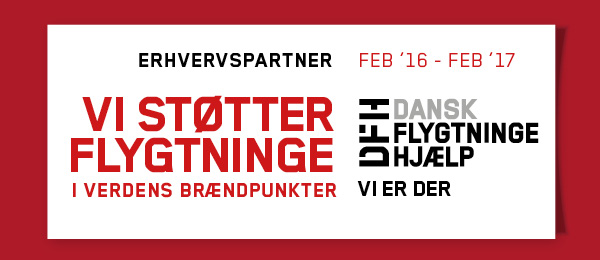 ERHVERVSPARTNER
FEB ´16 - FEB ´17
VI STØTTER
FLYGTNINGE
I VERDENS BRÆNDPUNKTER
DFH
DANSK
FLYGTNINGE
HJÆLP
VI ER DER